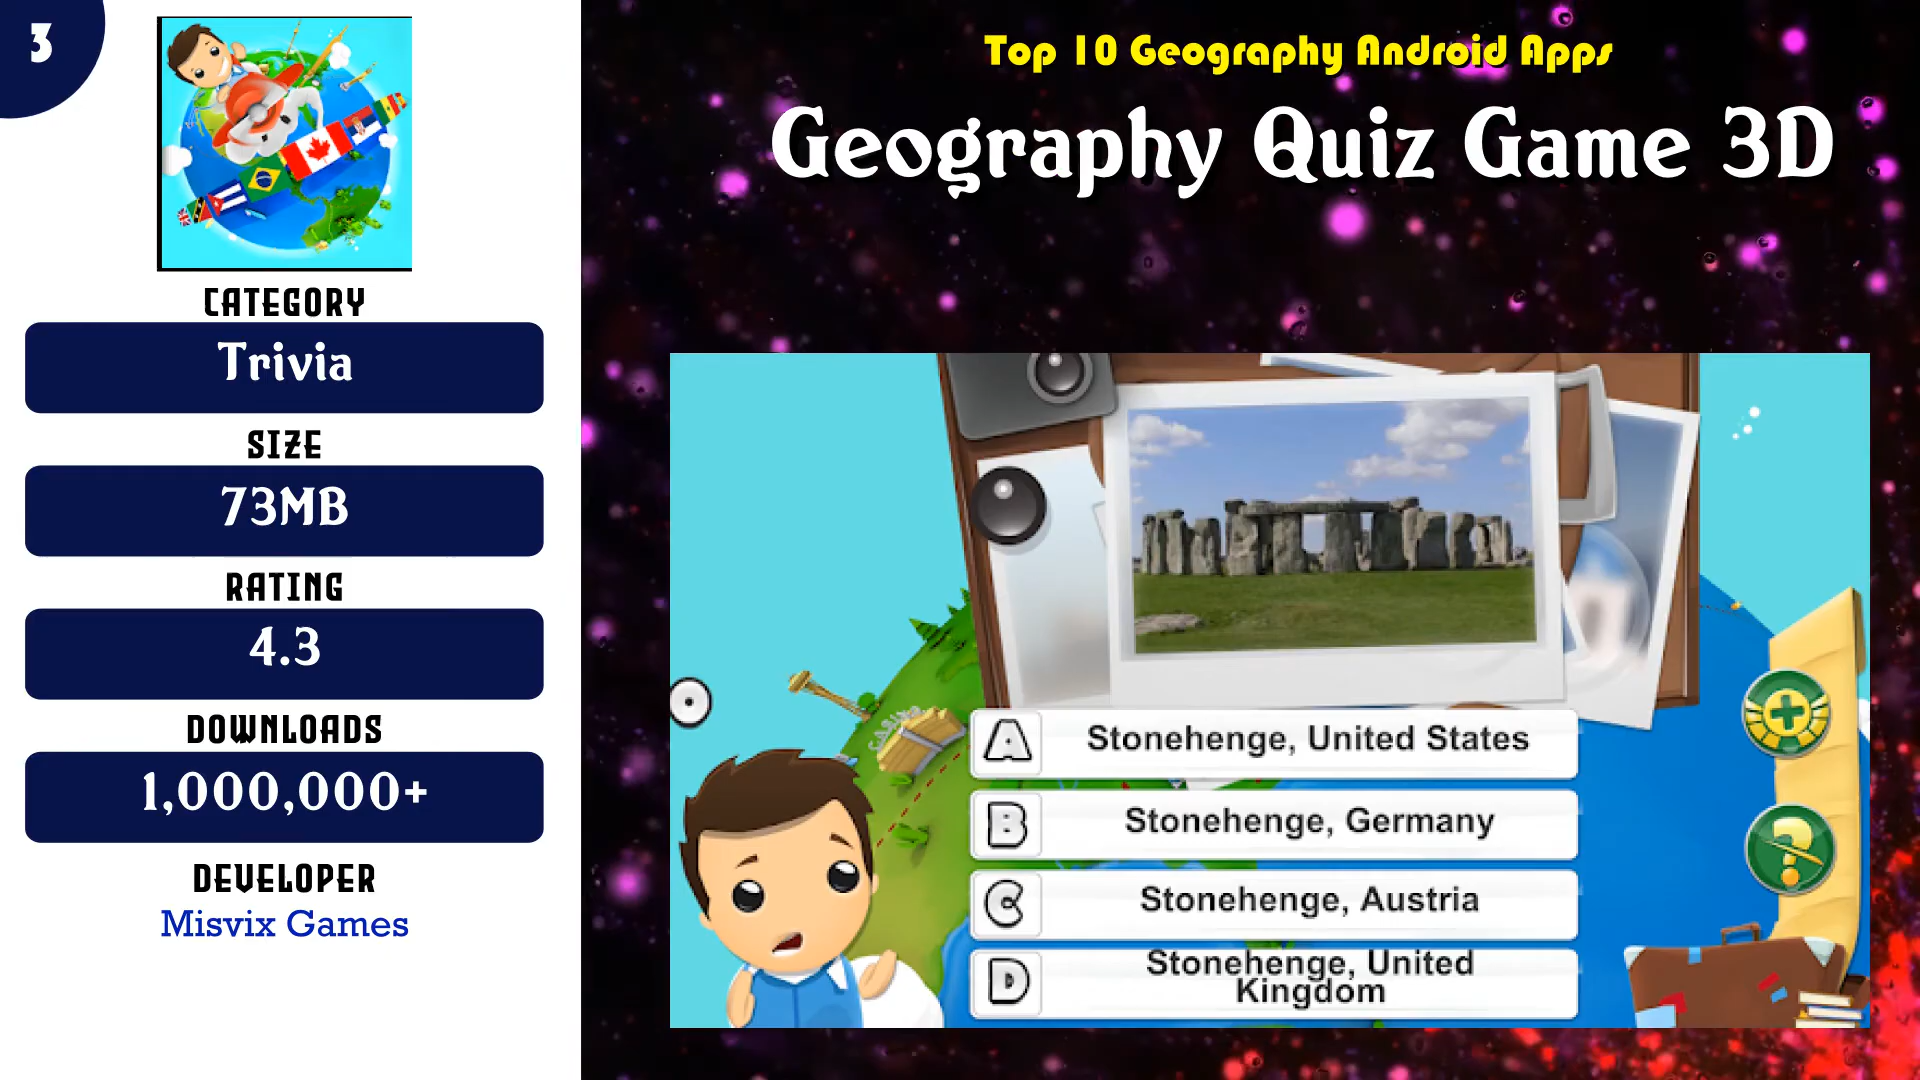 3
Top 10 Geography Android Apps
Geography Quiz Game 3D
CATEGORY
Trivia
SIZE
73MB
RATING
4.3
DOWNLOADS
1,000,000+
DEVELOPER
Misvix Games
A Stonehenge, United States
B Stonehenge, Germany
C Stonehenge, Austria
D Stonehenge, United
Kingdom